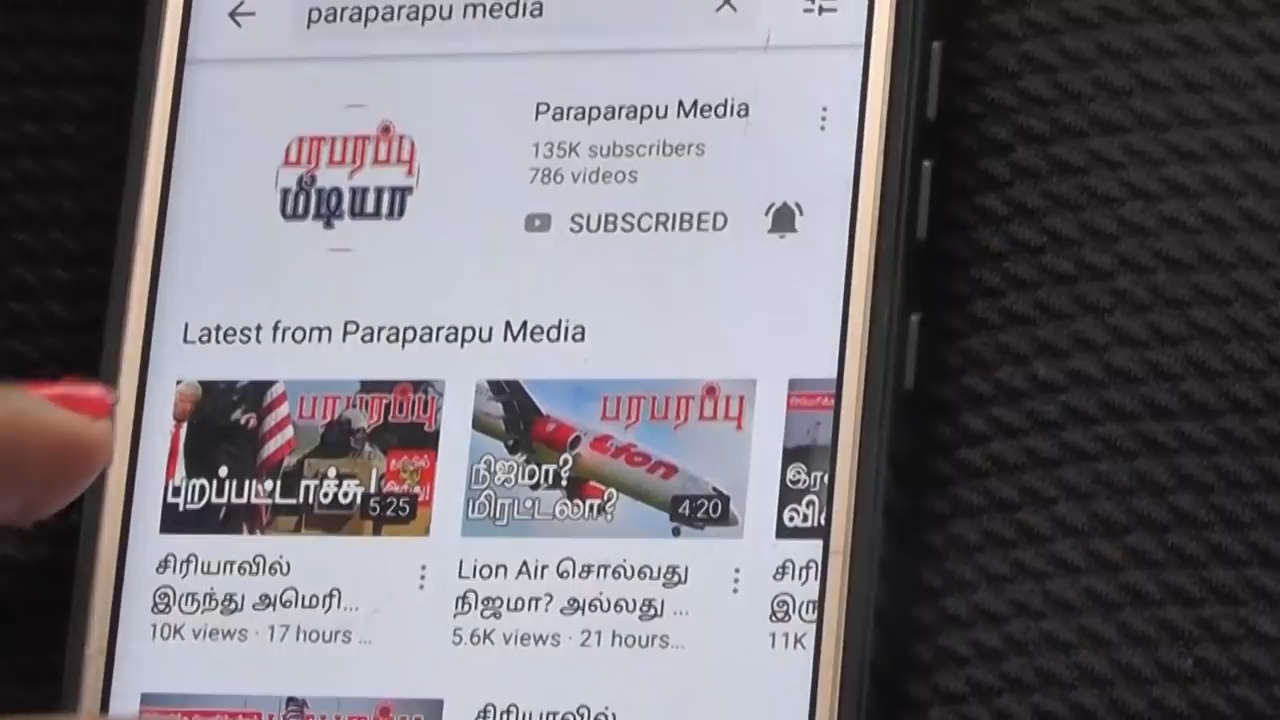 paraparapu media
பரபரப்பு
மீடியா
Paraparapu Media
135K subscribers
786 videos
SUBSCRIBED
Latest from Paraparapu Media
பரபரப்பு
புறப்பட்டாச்சு!
5:25
பரபரப்பு
Lion
நிஜமா?
மிரட்டலா?
4:20
சிரியாவில்
இருந்து அமெரி...
10K views · 17 hours ...
Lion Air சொல்வது
நிஜமா? அல்லது ...
5.6K views · 21 hours...
சிரி
இரு
11K
சிரியாவில்